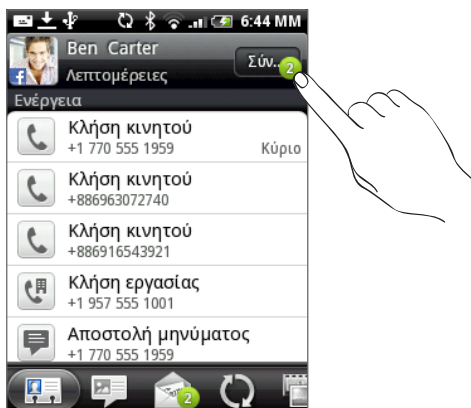 6:44 MM
Ben Carter
Λεπτομέρειες
Σύν..
2
Ενέργεια
Κλήση κινητού
+1 770 555 1959
Κύριο
Κλήση κινητού
+886963072740
Κλήση κινητού
+886916543921
Κλήση εργασίας
+1 957 555 1001
Αποστολή μηνύματος
+1 770 555 1959
2